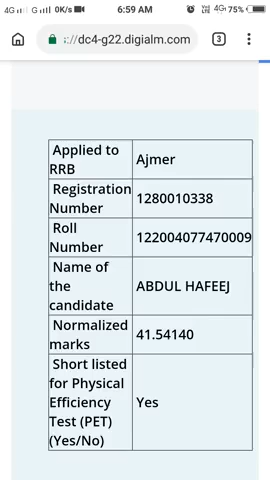 4G G 0K/s 6:59 AM 4G 75%
://dc4-g22.digialm.com 3
Applied to
RRB
Ajmer
Registration
Number
1280010338
Roll
Number
122004077470009
Name of
the
candidate
ABDUL HAFEEJ
Normalized
marks
41.54140
Short listed
for Physical
Efficiency
Test (PET)
(Yes/No)
Yes